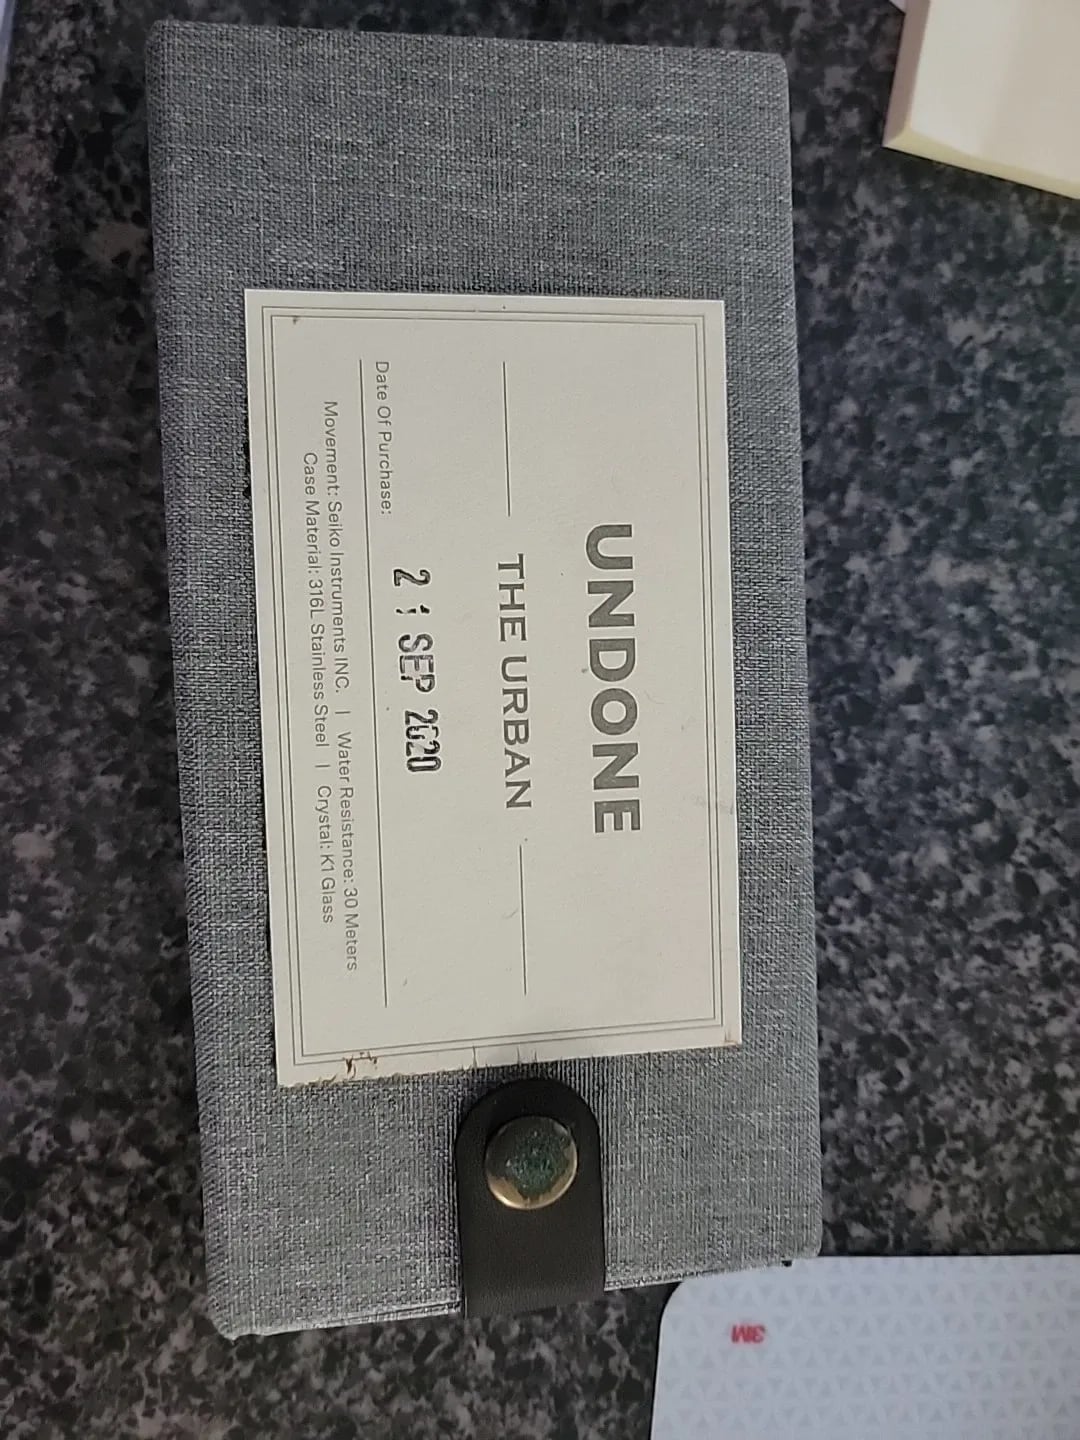 UNDONE
THE URBAN
Date Of Purchase: 21 SEP 2020
Movement: Seiko Instruments INC. | Water Resistance: 30 Meters
Case Material: 316L Stainless Steel | Crystal: K1 Glass
3M